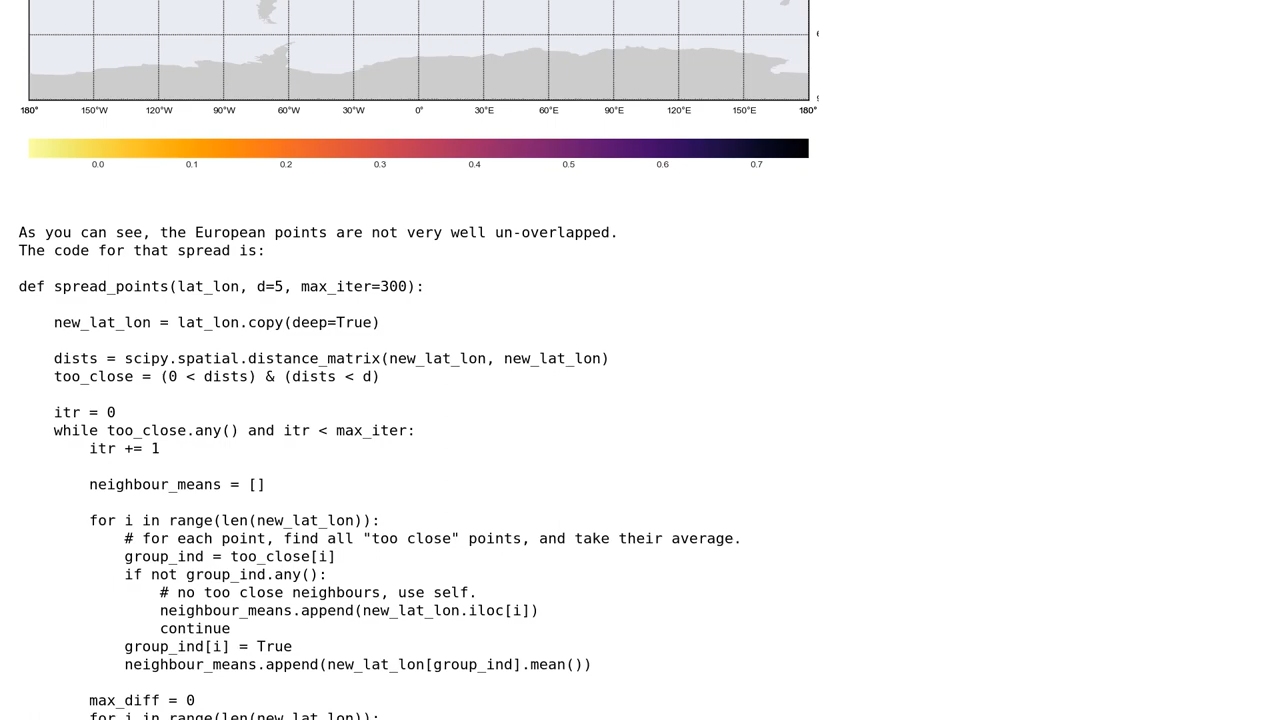 180° 150°W 120°W 90°W 60°W 30°W 0° 30°E 60°E 90°E 120°E 150°E 180°
0.0 0.1 0.2 0.3 0.4 0.5 0.6 0.7
As you can see, the European points are not very well un-overlapped.
The code for that spread is:
def spread_points(lat_lon, d=5, max_iter=300):
    new_lat_lon = lat_lon.copy(deep=True)
    dists = scipy.spatial.distance_matrix(new_lat_lon, new_lat_lon)
    too_close = (0 < dists) & (dists < d)
    itr = 0
    while too_close.any() and itr < max_iter:
        itr += 1
        neighbour_means = []
        for i in range(len(new_lat_lon)):
            # for each point, find all "too close" points, and take their average.
            group_ind = too_close[i]
            if not group_ind.any():
                # no too close neighbours, use self.
                neighbour_means.append(new_lat_lon.iloc[i])
                continue
            group_ind[i] = True
            neighbour_means.append(new_lat_lon[group_ind].mean())
        max_diff = 0
        for i in range(len(new_lat_lon)):